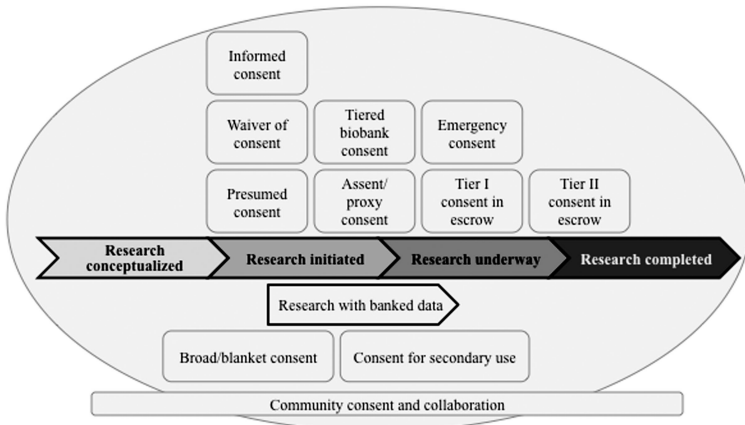 Informed
consent
Waiver of
consent
Tiered
biobank
consent
Emergency
consent
Presumed
consent
Assent/
proxy
consent
Tier I
consent in
escrow
Tier II
consent in
escrow
Research
conceptualized
Research initiated
Research underway
Research completed
Research with banked data
Broad/blanket consent
Consent for secondary use
Community consent and collaboration